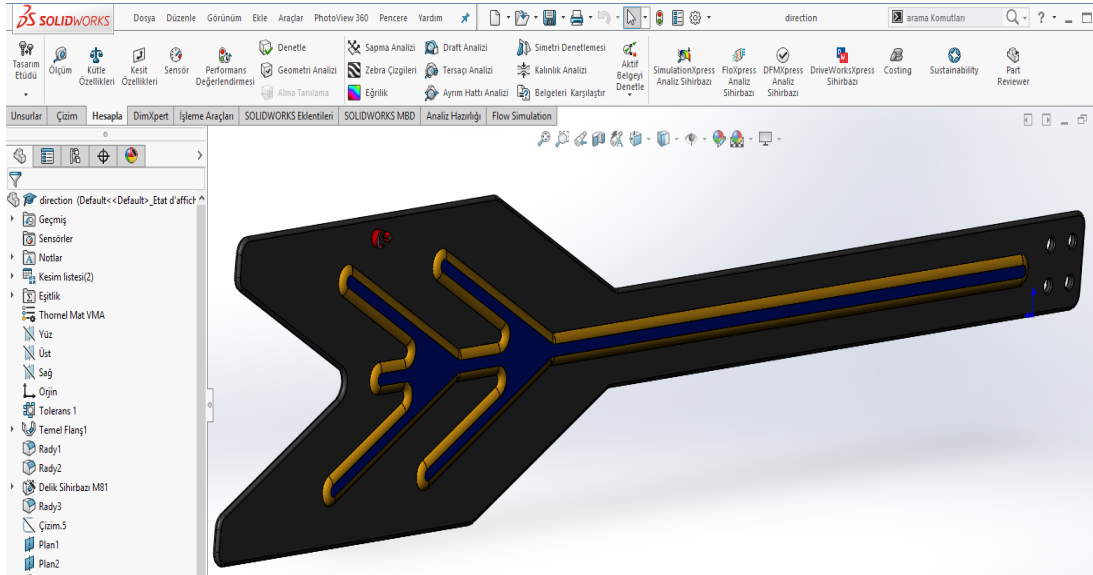 SOLIDWORKS Dosya Düzenle Görünüm Ekle Araçlar PhotoView 360 Pencere Yardım direction arama Komutları
Tasarım Etüdü
Ölçüm
Kütle Özellikleri
Kesit Özellikleri
Sensör
Performans Değerlendirmesi
Denetle
Geometri Analizi
Alma Tanılama
Sapma Analizi
Zebra Çizgileri
Eğrilik
Draft Analizi
Tersaçı Analizi
Ayrım Hattı Analizi
Simetri Denetlemesi
Kalınlık Analizi
Belgeleri Karşılaştır
Aktif Belgeyi Denetle
SimulationXpress Analiz Sihirbazı
FloXpress Analiz Sihirbazı
DFMXpress Analiz Sihirbazı
DriveWorksXpress Sihirbazı
Costing
Sustainability
Part Reviewer
Unsurlar Çizim Hesapla DimXpert İşleme Araçları SOLIDWORKS Eklentileri SOLIDWORKS MBD Analiz Hazırlığı Flow Simulation
direction (Default<<Default>_Etat d'affich
Geçmiş
Sensörler
Notlar
Kesim listesi(2)
Eşitlik
Thornel Mat VMA
Yüz
Üst
Sağ
Orjin
Tolerans 1
Temel Flanş1
Rady1
Rady2
Delik Sihirbazı M81
Rady3
Çizim.5
Plan1
Plan2